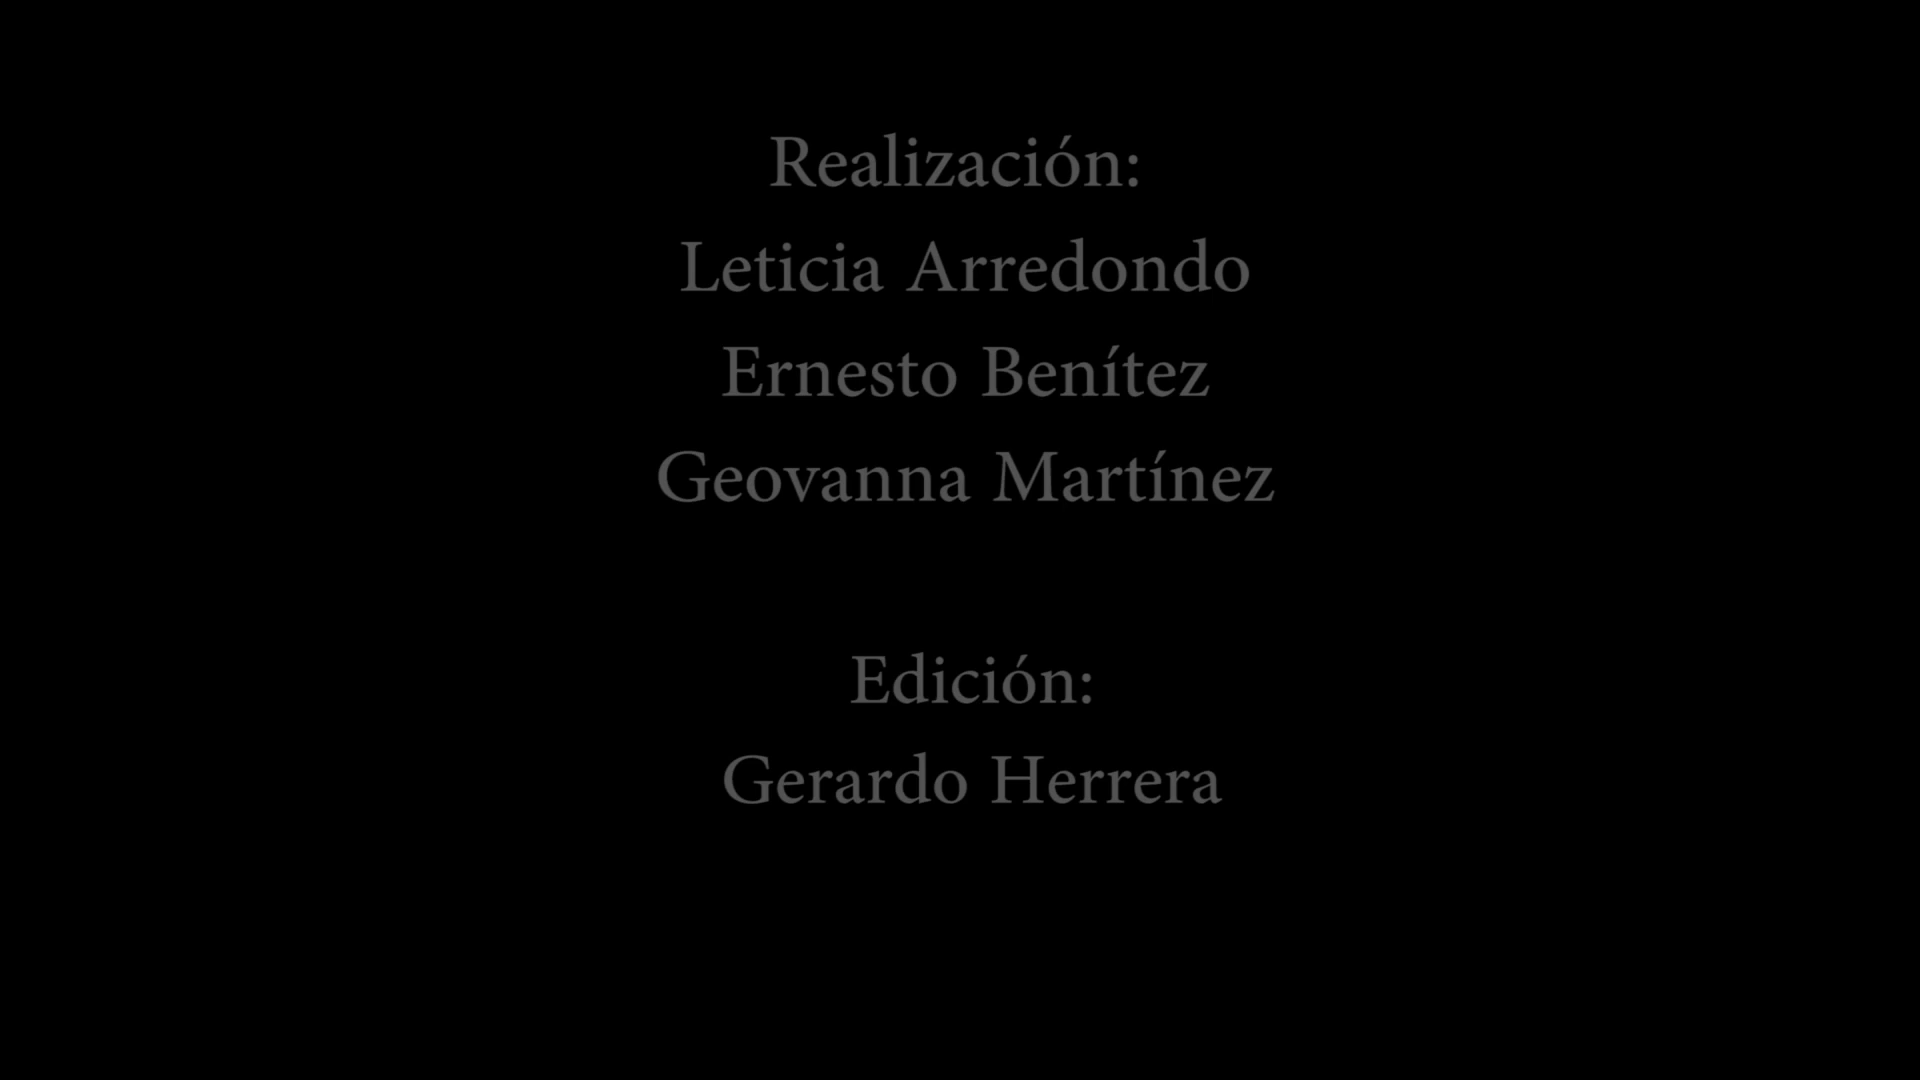 Realización:
Leticia Arredondo
Ernesto Benítez
Geovanna Martínez
Edición:
Gerardo Herrera